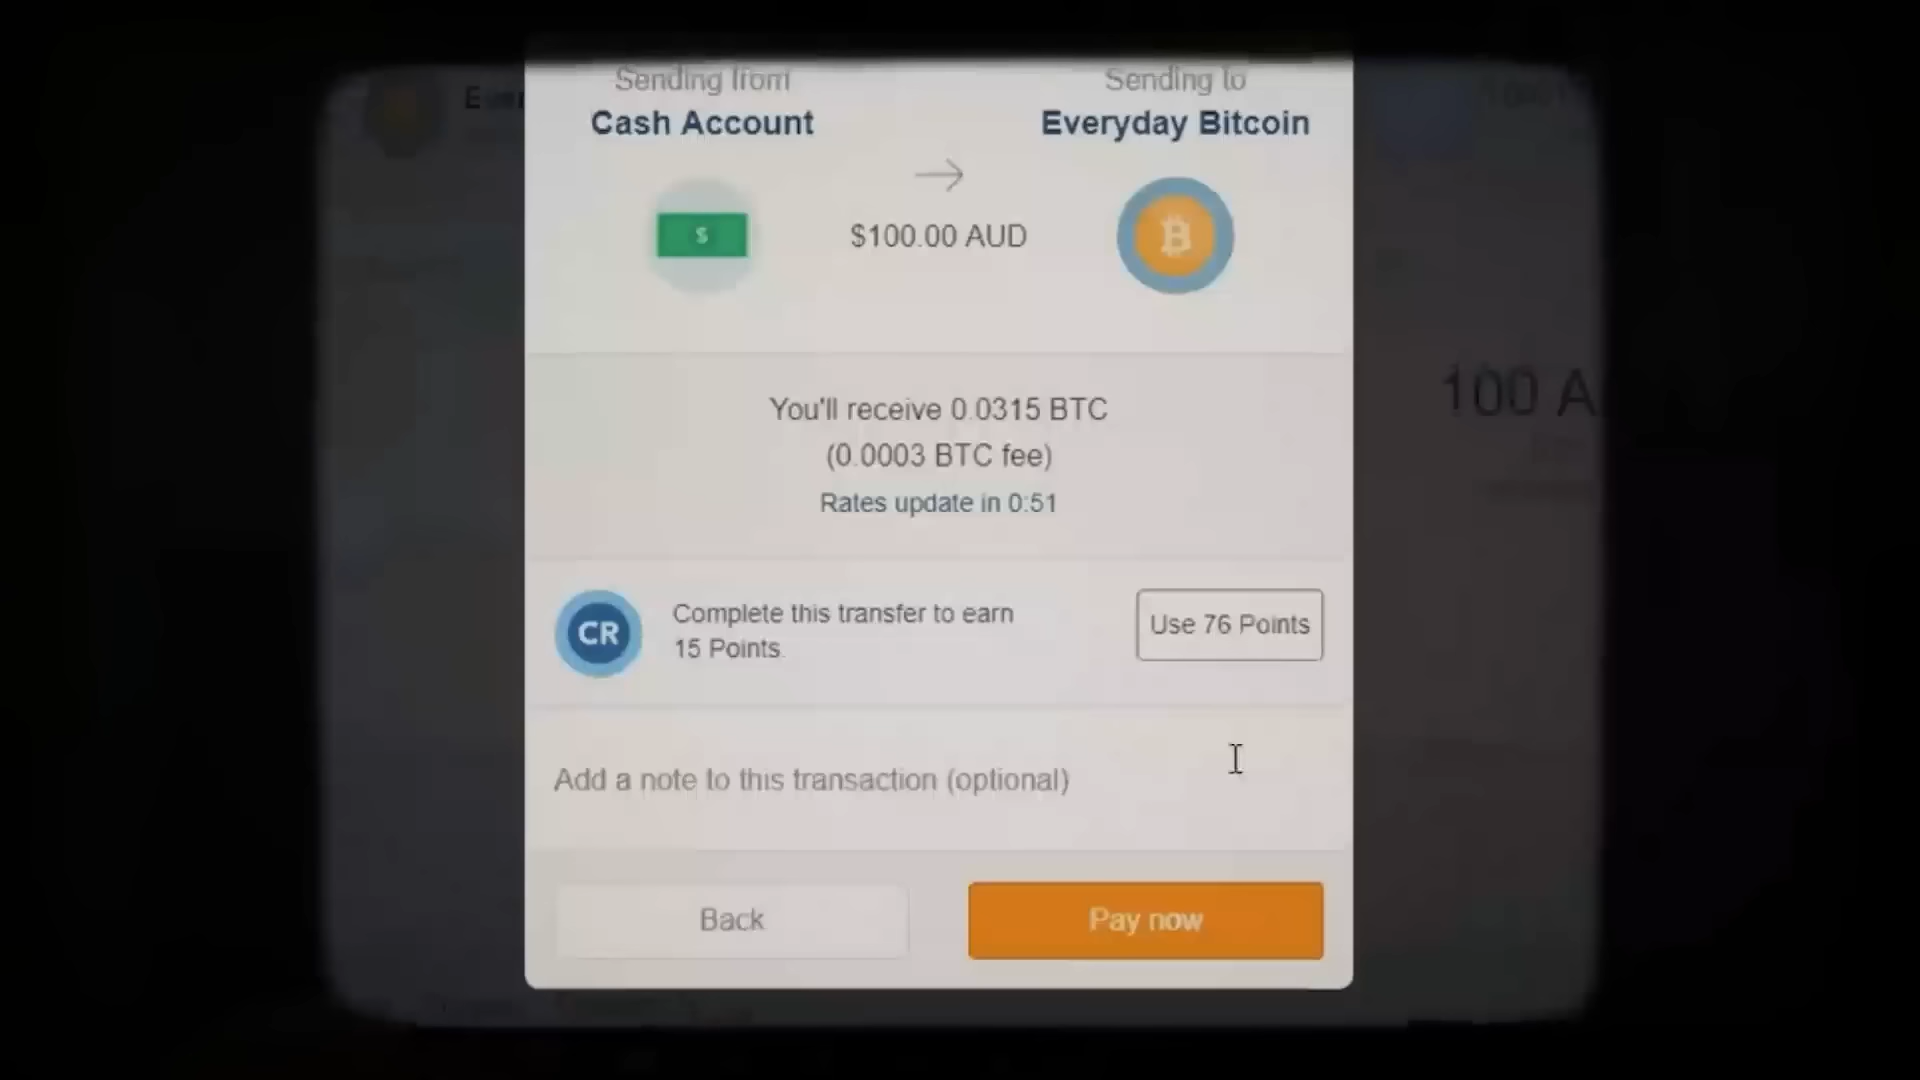 Sending from
Cash Account
Sending to
Everyday Bitcoin
$
$100.00 AUD
B
100 A
You'll receive 0.0315 BTC
(0.0003 BTC fee)
Rates update in 0:51
CR
Complete this transfer to earn
15 Points.
Use 76 Points
Add a note to this transaction (optional)
Back
Pay now